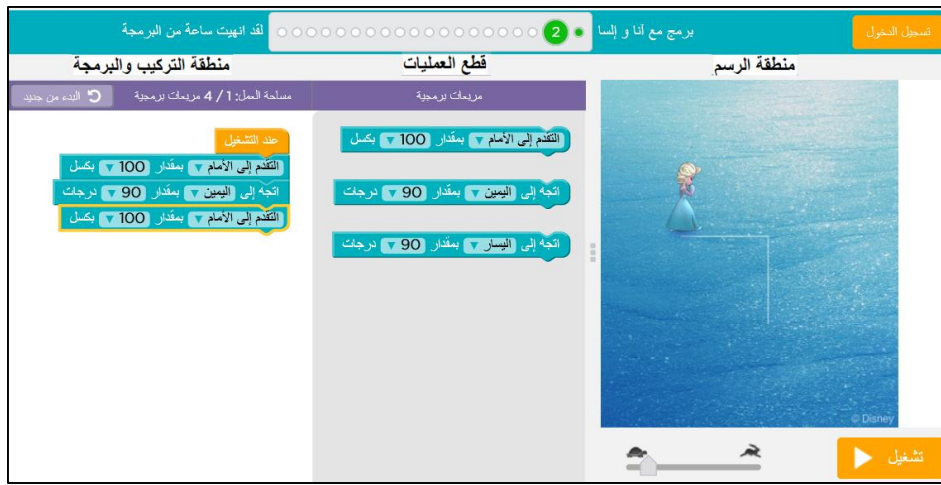 تسجيل الدخول
برمج مع آنا و إلسا
2
لقد انهيت ساعة من البرمجة
منطقة الرسم
قطع العمليات
منطقة التركيب والبرمجة
مربعات برمجية
مساحة العمل: 1 / 4 مربعات برمجية
البدء من جديد
التقدم إلى الأمام بمقدار 100 بكسل
اتجه إلى اليمين بمقدار 90 درجات
اتجه إلى اليسار بمقدار 90 درجات
عند التشغيل
التقدم إلى الأمام بمقدار 100 بكسل
اتجه إلى اليمين بمقدار 90 درجات
التقدم إلى الأمام بمقدار 100 بكسل
© Disney
تشغيل